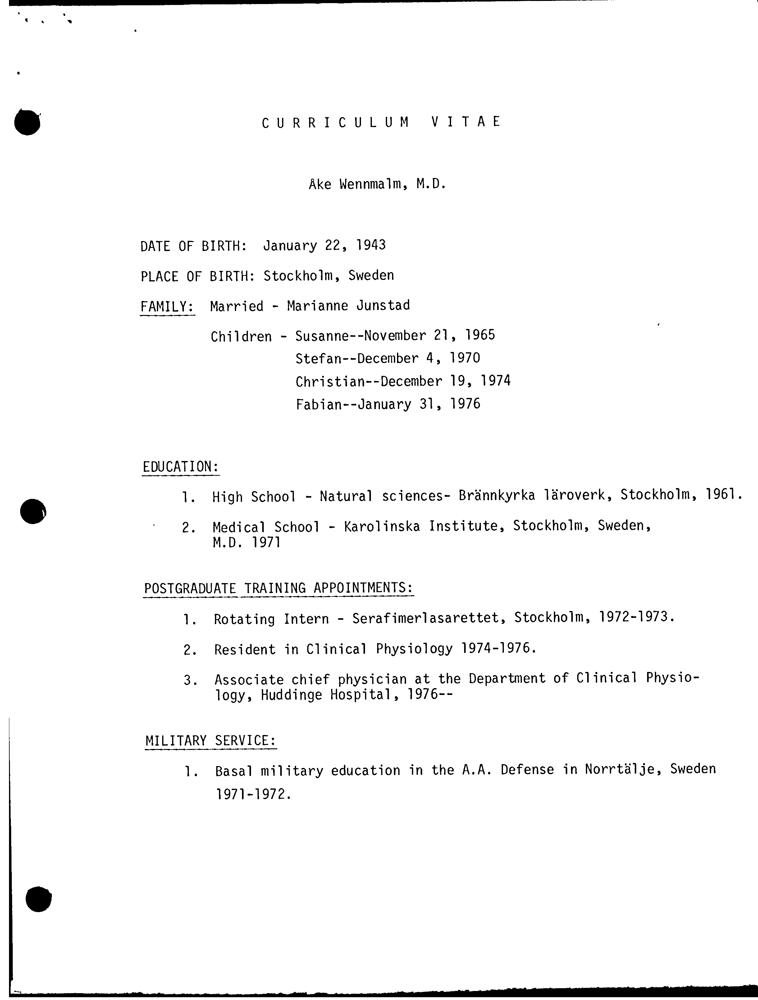 CURRICULUM VITAE
Åke Wennmalm, M.D.
DATE OF BIRTH: January 22, 1943
PLACE OF BIRTH: Stockholm, Sweden
FAMILY: Married - Marianne Junstad
Children - Susanne--November 21, 1965
Stefan--December 4, 1970
Christian--December 19, 1974
Fabian--January 31, 1976
EDUCATION:
1. High School - Natural sciences- Brännkyrka läroverk, Stockholm, 1961.
2. Medical School - Karolinska Institute, Stockholm, Sweden,
M.D. 1971
POSTGRADUATE TRAINING APPOINTMENTS:
1. Rotating Intern - Serafimerlasarettet, Stockholm, 1972-1973.
2. Resident in Clinical Physiology 1974-1976.
3. Associate chief physician at the Department of Clinical Physio-
logy, Huddinge Hospital, 1976--
MILITARY SERVICE:
1. Basal military education in the A.A. Defense in Norrtälje, Sweden
1971-1972.